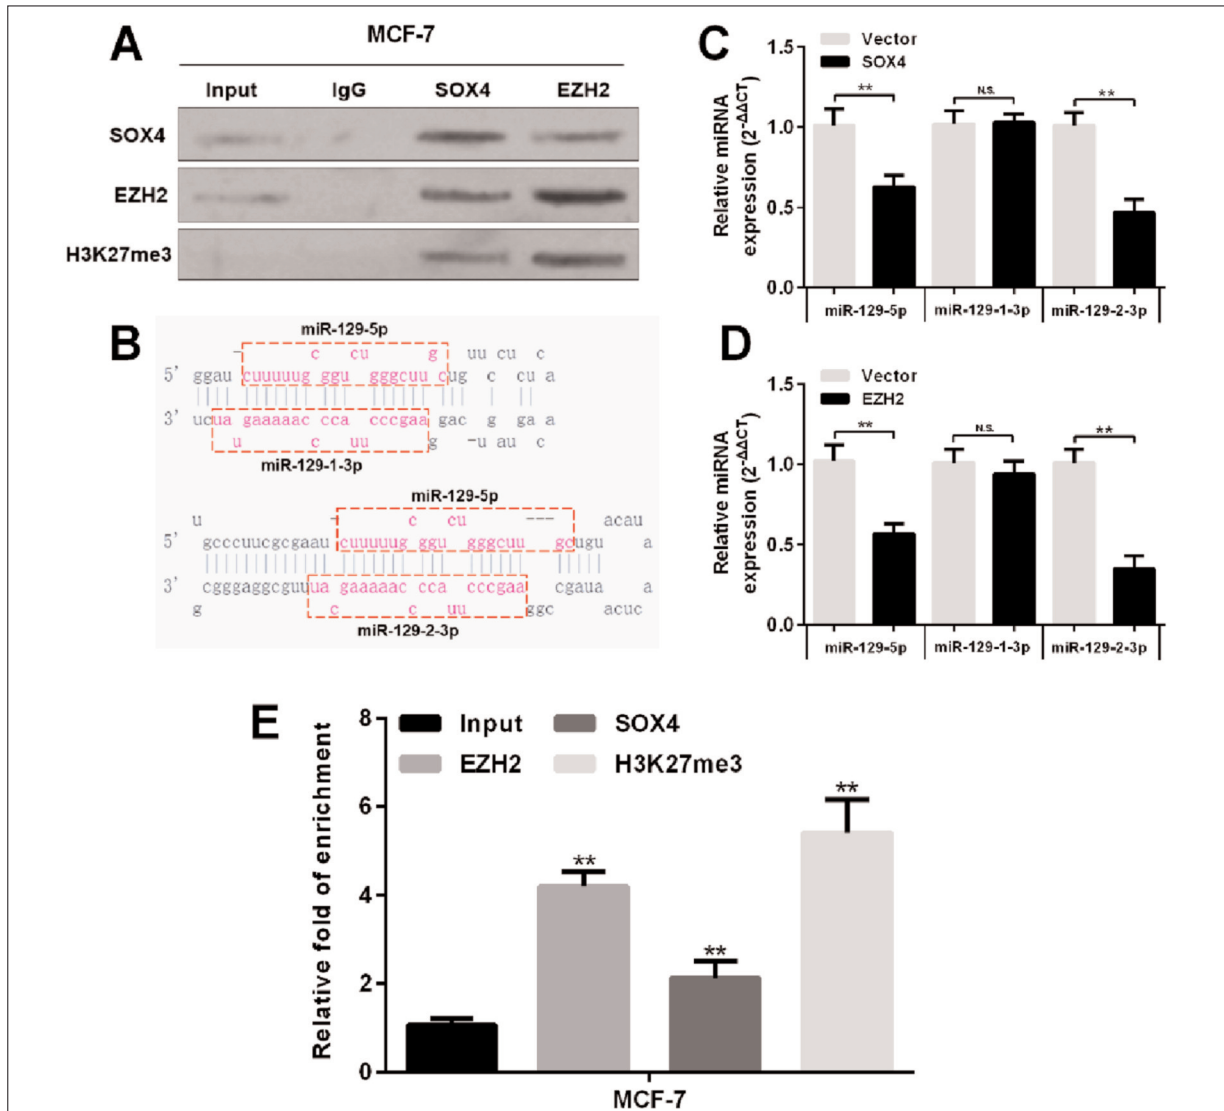 A
MCF-7
Input IgG SOX4 EZH2
SOX4
EZH2
H3K27me3
B
miR-129-5p
- c cu g uu cu c
5' ggau cuuuuug ggu gggcuu cug c cu a
3' ucua gaaaaac cca cccgaa gac g ga a
u c uu g -u au c
miR-129-1-3p
miR-129-5p
u - c cu --- acau
5' gcccuucgcgaau cuuuuug ggu gggcuu gcugu a
3' cgggaggcguuua gaaaaac cca cccgaa cgaua a
g c c uu ggc acuc
miR-129-2-3p
C
Vector
SOX4
Relative miRNA
expression (2-ΔΔCT)
1.5
1.0
0.5
0.0
** N.S. **
miR-129-5p miR-129-1-3p miR-129-2-3p
D
Vector
EZH2
Relative miRNA
expression (2-ΔΔCT)
1.5
1.0
0.5
0.0
** N.S. **
miR-129-5p miR-129-1-3p miR-129-2-3p
E
Input SOX4
EZH2 H3K27me3
Relative fold of enrichment
8
6
4
2
0
** ** **
MCF-7